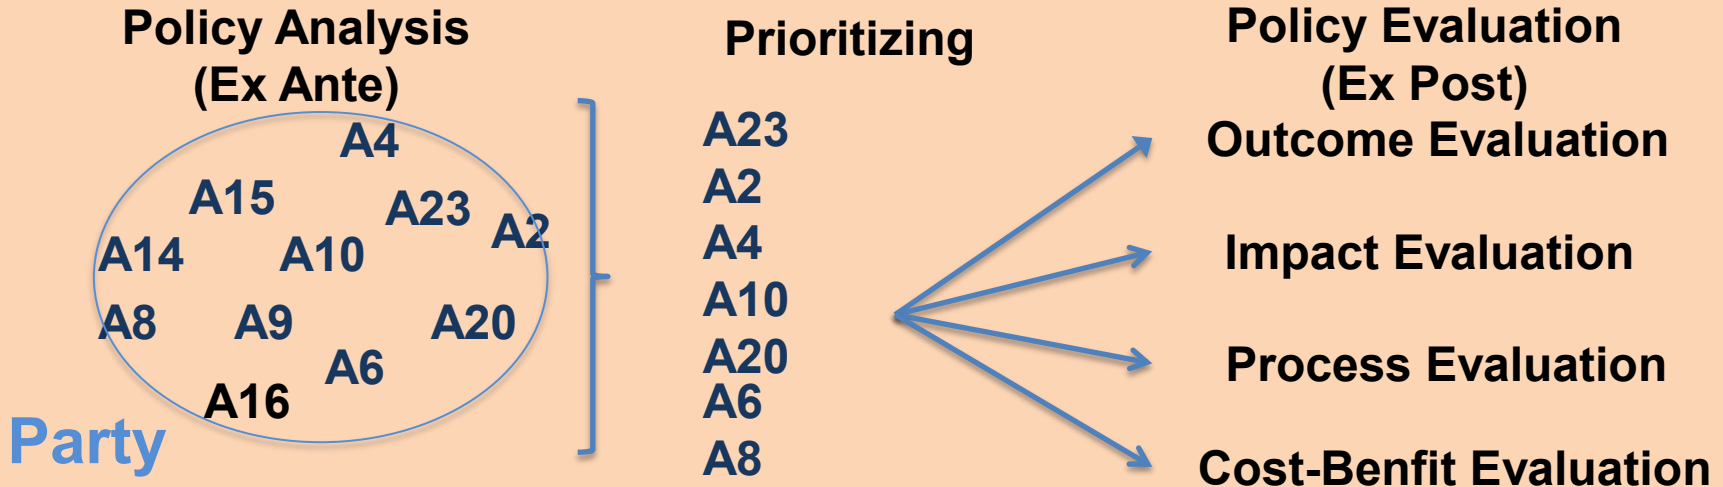 Policy Analysis
(Ex Ante)
A4
A15
A23
A2
A14
A10
A8
A9
A20
A6
A16
Party
Prioritizing
A23
A2
A4
A10
A20
A6
A8
Policy Evaluation
(Ex Post)
Outcome Evaluation
Impact Evaluation
Process Evaluation
Cost-Benfit Evaluation